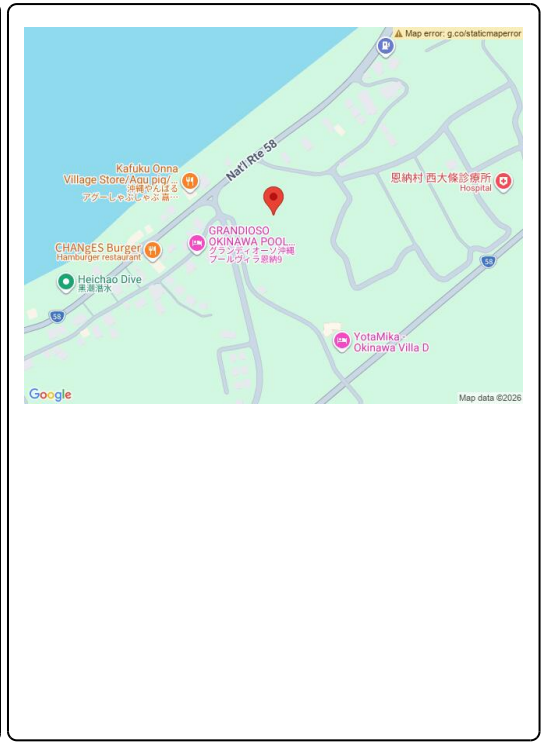 Map error: g.co/staticmaperror
Nat'l Rte 58
Kafuku Onna
Village Store/Agu pig/...
沖縄やんばる
アグーしゃぶしゃぶ 嘉…
恩納村 西大條診療所
Hospital
GRANDIOSO
OKINAWA POOL...
グランディオーソ沖縄
プールヴィラ恩納9
CHANgES Burger
Hamburger restaurant
58
Heichao Dive
黑潮潜水
58
YotaMika,
Okinawa Villa D
Google
Map data ©2026